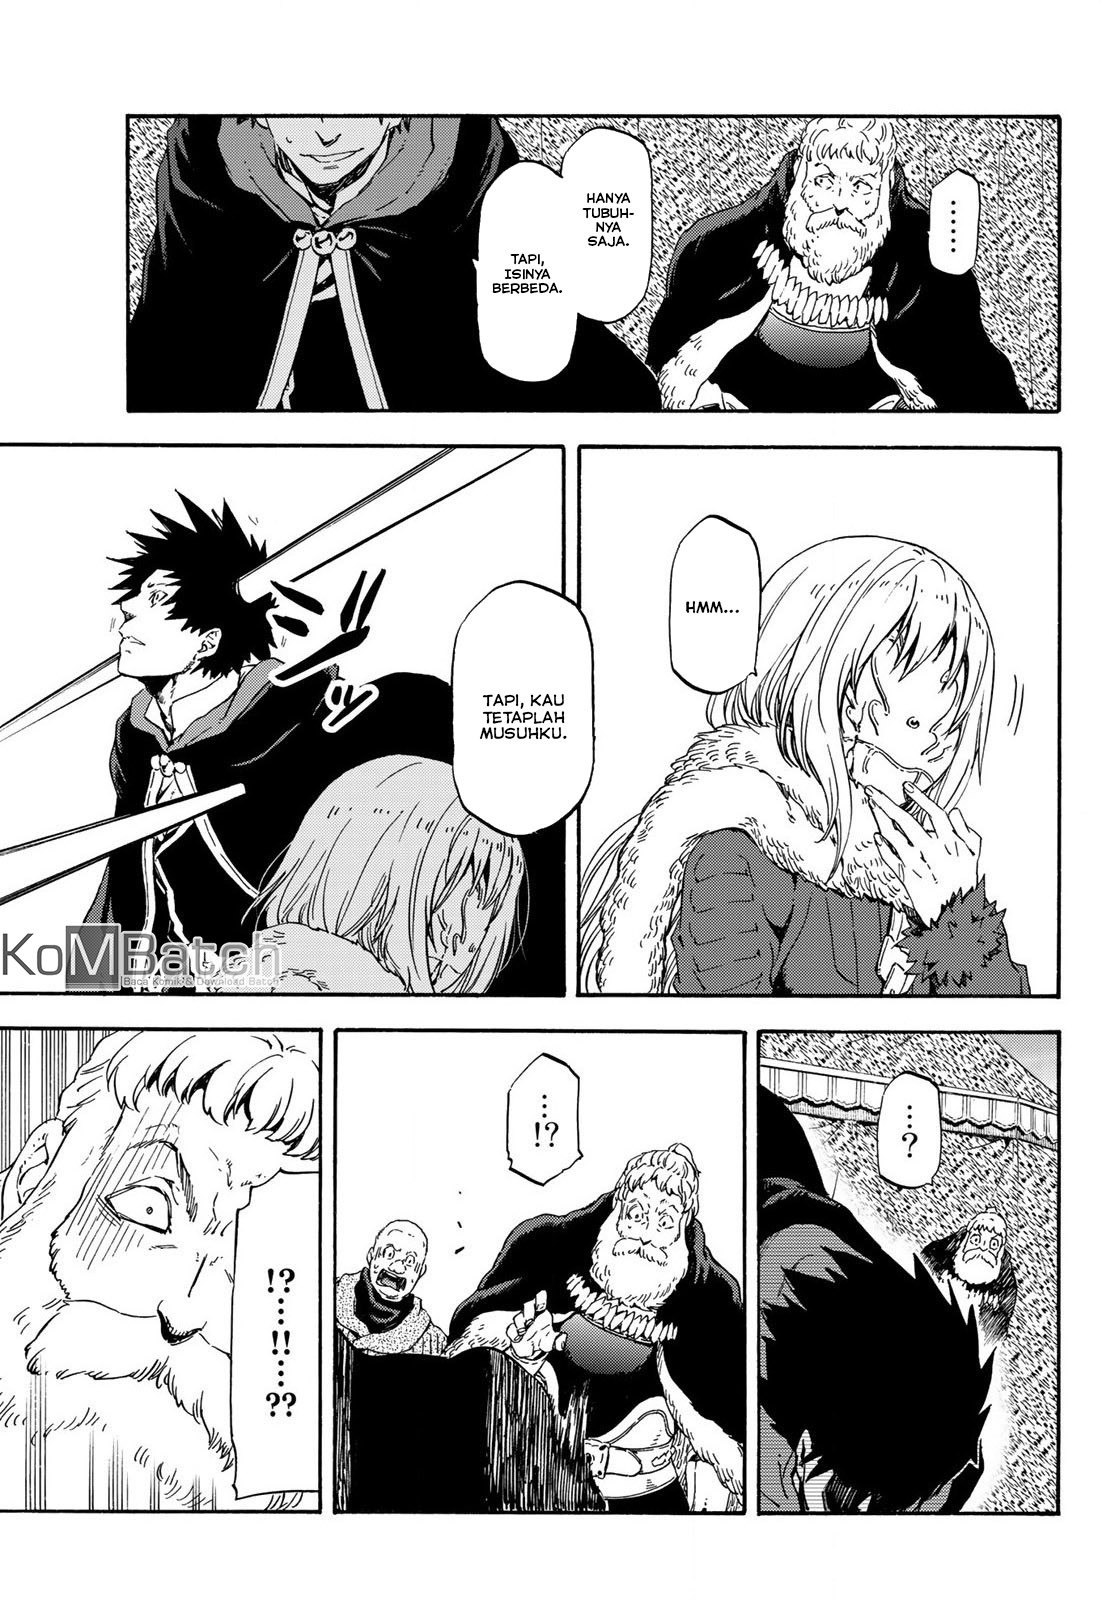 ......
HANYA
TUBUH-
NYA
SAJA.
TAPI,
ISINYA
BERBEDA.
HMM...
TAPI, KAU
TETAPLAH
MUSUHKU.
KoMBatch
Baca Komik & Download Batch
...?
...!?
!?...!!...??